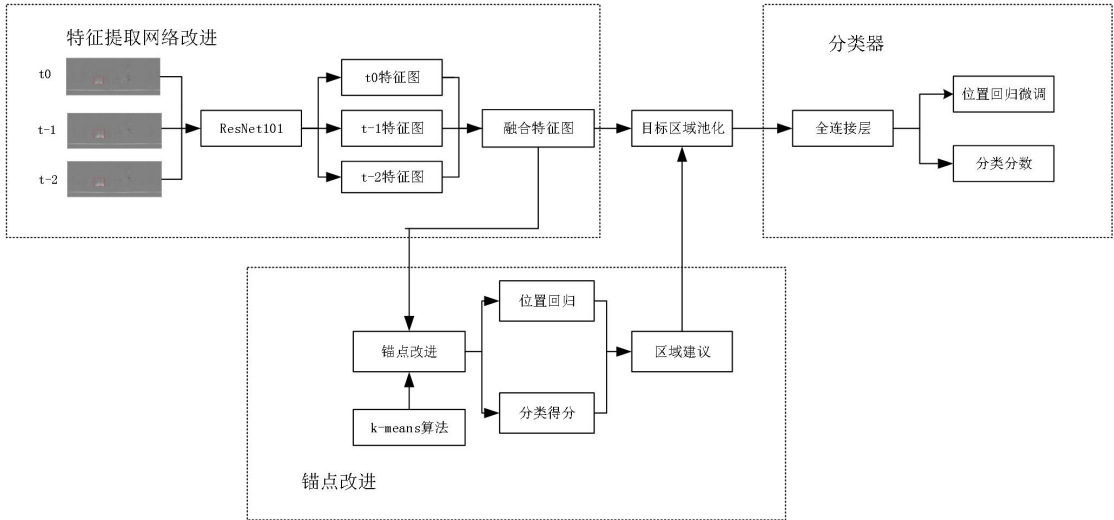 特征提取网络改进
分类器
t0
t-1
t-2
ResNet101
t0特征图
t-1特征图
t-2特征图
融合特征图
目标区域池化
全连接层
位置回归微调
分类分数
位置回归
锚点改进
区域建议
分类得分
k-means算法
锚点改进